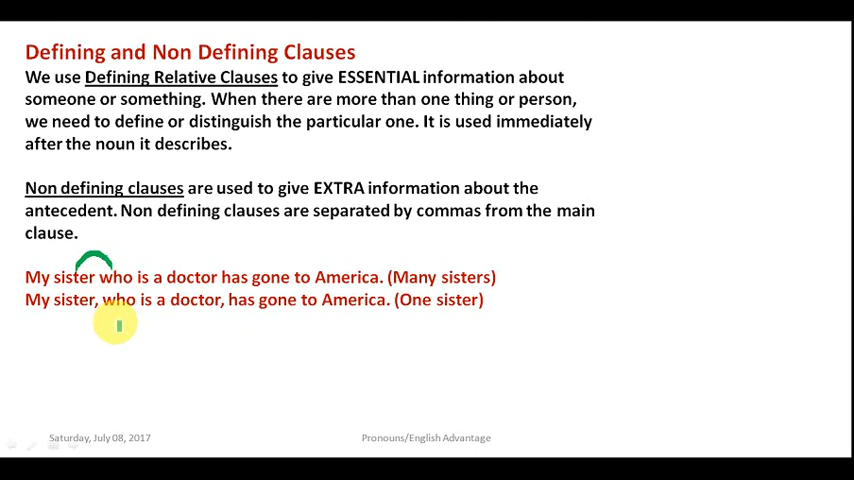 Defining and Non Defining Clauses
We use Defining Relative Clauses to give ESSENTIAL information about
someone or something. When there are more than one thing or person,
we need to define or distinguish the particular one. It is used immediately
after the noun it describes.
Non defining clauses are used to give EXTRA information about the
antecedent. Non defining clauses are separated by commas from the main
clause.
My sister who is a doctor has gone to America. (Many sisters)
My sister, who is a doctor, has gone to America. (One sister)
Saturday, July 08, 2017
Pronouns/English Advantage